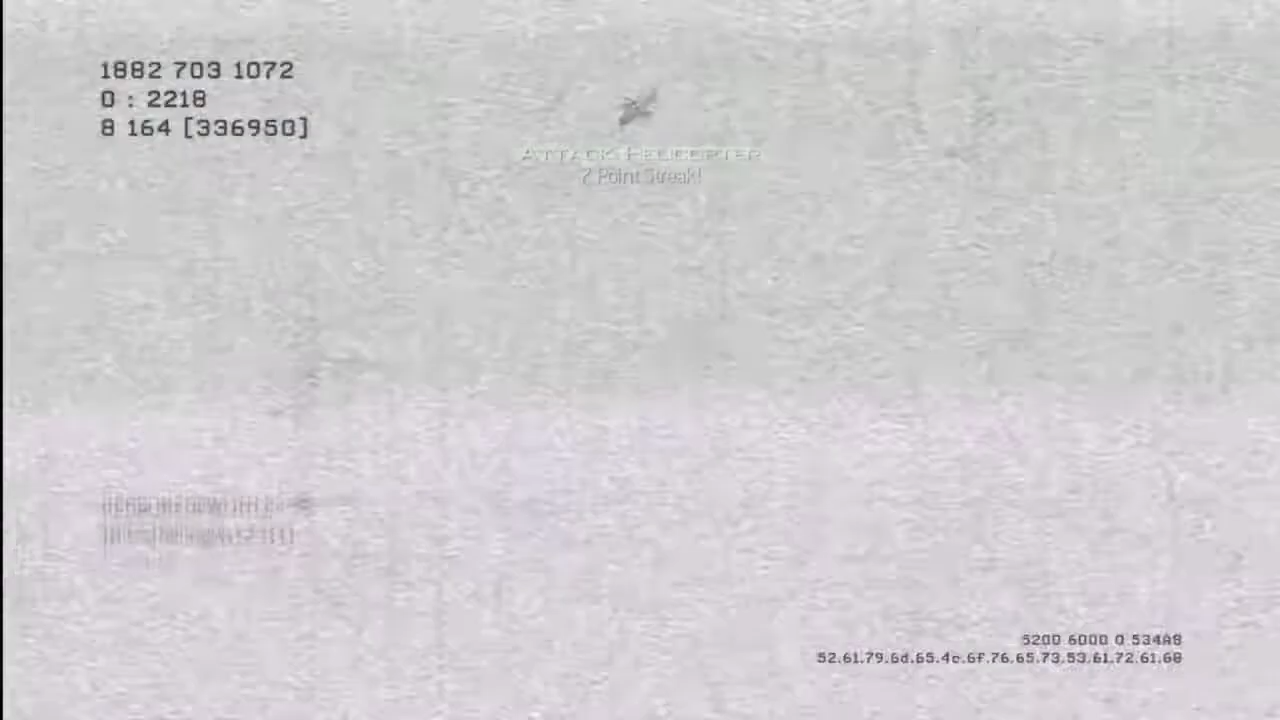 1882 703 1072
0 : 2218
8 164 [336950]
ATTACK HELICOPTER
7 Point Streak!
5200 6000 0 534A8
52.61.79.6d.65.4c.6f.76.65.73.53.61.72.61.68